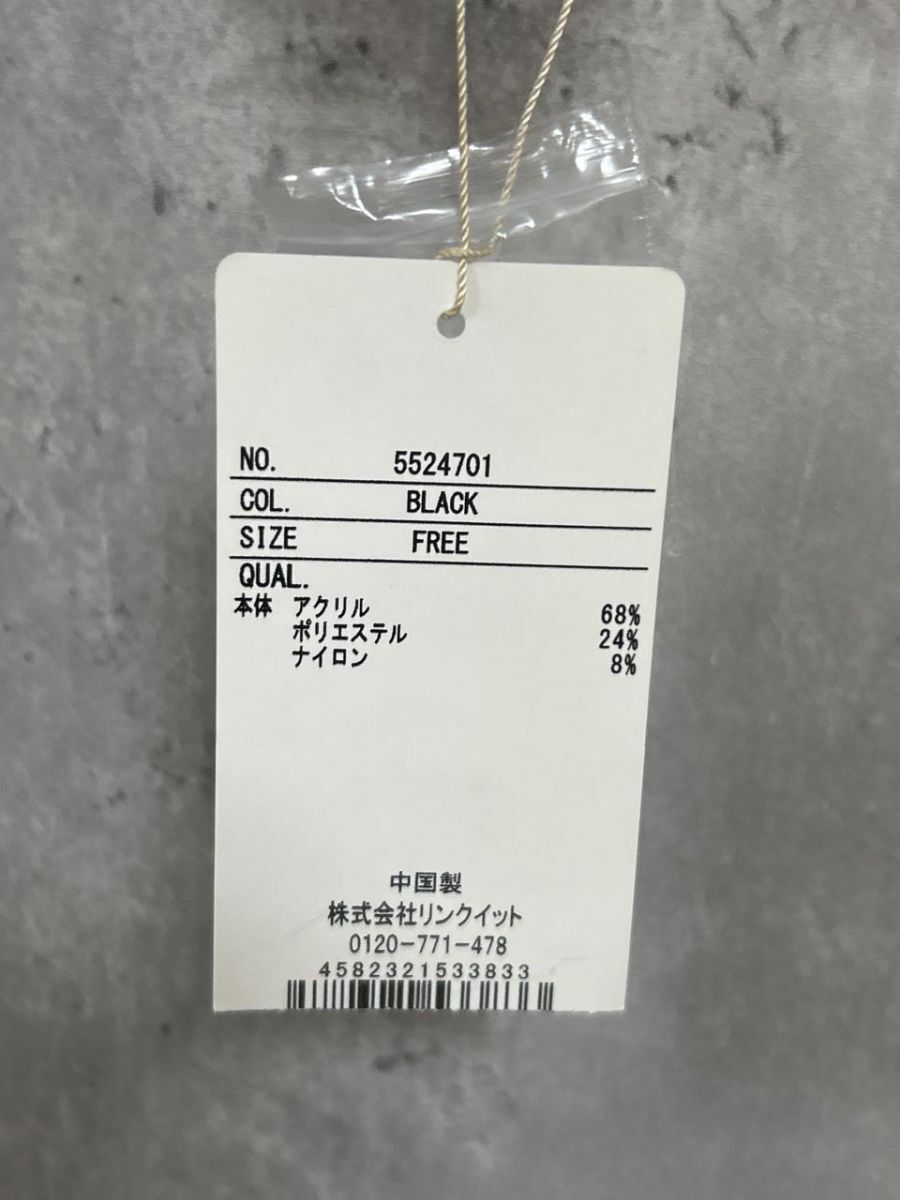 NO. 5524701
COL. BLACK
SIZE FREE
QUAL.
本体 アクリル 68%
ポリエステル 24%
ナイロン 8%
中国製
株式会社リンクイット
0120-771-478
4582321533833